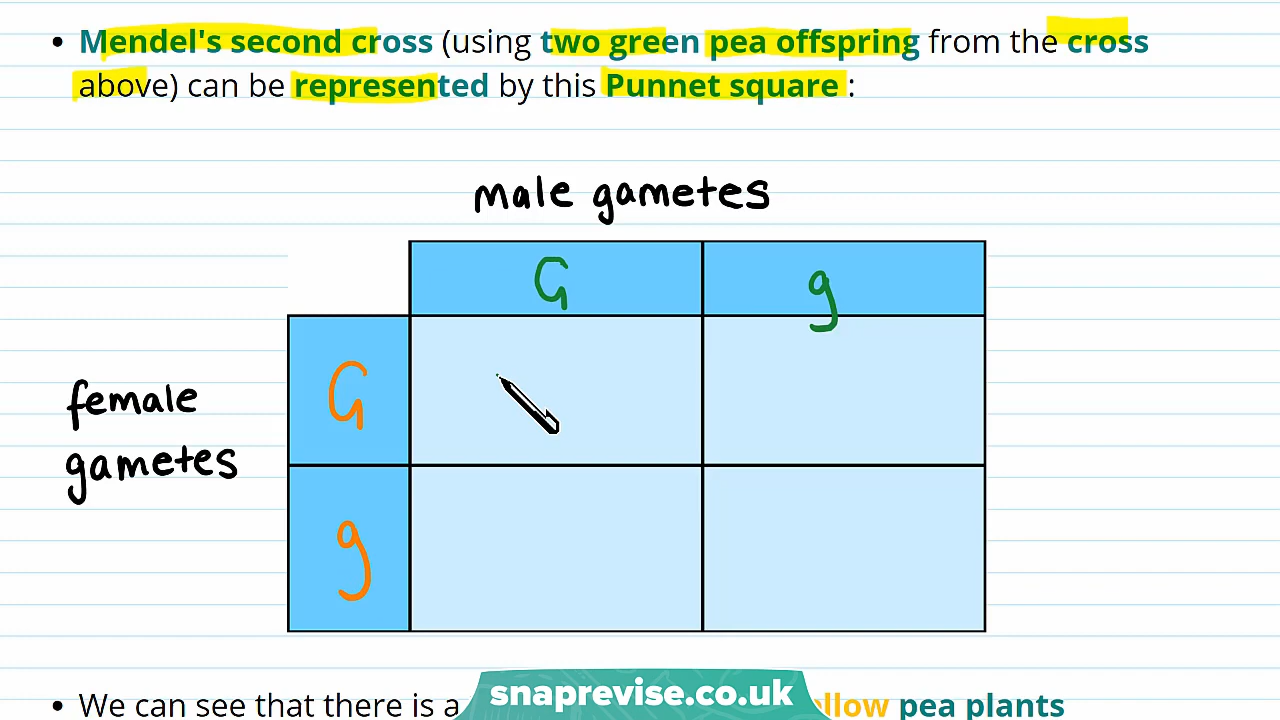 • Mendel's second cross (using two green pea offspring from the cross
above) can be represented by this Punnet square :
male gametes
G g
female
gametes
G
g
• We can see that there is a
llow pea plants
snaprevise.co.uk